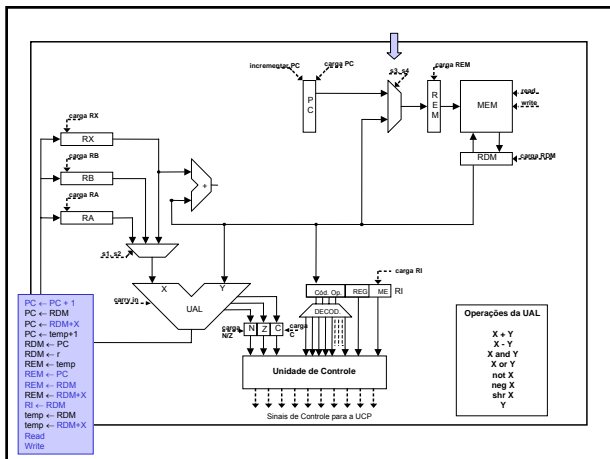 incrementar PC
carga PC
s3, s4
carga REM
P
C
R
E
M
MEM
read
write
RDM
carga RDM
carga RX
RX
carga RB
RB
carga RA
RA
+
s1, s2
X
Y
UAL
carry in
carga RI
Cód. Op.
REG
ME
RI
DECOD.
carga
N/Z
N
Z
C
carga
C
Unidade de Controle
Sinais de Controle para a UCP
PC ← PC + 1
PC ← RDM
PC ← RDM+X
PC ← temp+1
RDM ← PC
RDM ← r
REM ← temp
REM ← PC
REM ← RDM
REM ← RDM+X
RI ← RDM
temp ← RDM
temp ← RDM+X
Read
Write
Operações da UAL
X + Y
X - Y
X and Y
X or Y
not X
neg X
shr X
Y